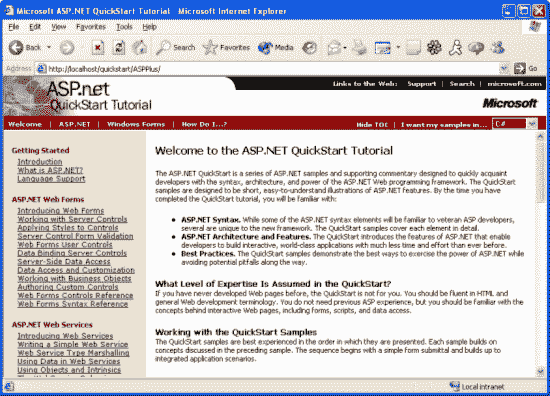 Microsoft ASP.NET QuickStart Tutorial - Microsoft Internet Explorer
File Edit View Favorites Tools Help
Back Search Favorites Media
Address http://localhost/quickstart/ASPPlus/ Go
Links to the Web: Support | Search | microsoft.com
ASP.net
QuickStart Tutorial
Microsoft
Welcome | ASP.NET | Windows Forms | How Do I...? Hide TOC | I want my samples in... C#
Getting Started
Introduction
What is ASP.NET?
Language Support
ASP.NET Web Forms
Introducing Web Forms
Working with Server Controls
Applying Styles to Controls
Server Control Form Validation
Web Forms User Controls
Data Binding Server Controls
Server-Side Data Access
Data Access and Customization
Working with Business Objects
Authoring Custom Controls
Web Forms Controls Reference
Web Forms Syntax Reference
ASP.NET Web Services
Introducing Web Services
Writing a Simple Web Service
Web Service Type Marshalling
Using Data in Web Services
Using Objects and Intrinsics
Welcome to the ASP.NET QuickStart Tutorial
The ASP.NET QuickStart is a series of ASP.NET samples and supporting commentary designed to quickly acquaint
developers with the syntax, architecture, and power of the ASP.NET Web programming framework. The QuickStart
samples are designed to be short, easy-to-understand illustrations of ASP.NET features. By the time you have
completed the QuickStart tutorial, you will be familiar with:
• ASP.NET Syntax. While some of the ASP.NET syntax elements will be familiar to veteran ASP developers,
several are unique to the new framework. The QuickStart samples cover each element in detail.
• ASP.NET Architecture and Features. The QuickStart introduces the features of ASP.NET that enable
developers to build interactive, world-class applications with much less time and effort than ever before.
• Best Practices. The QuickStart samples demonstrate the best ways to exercise the power of ASP.NET
while avoiding potential pitfalls along the way.
What Level of Expertise Is Assumed in the QuickStart?
If you have never developed Web pages before, the QuickStart is not for you. You should be fluent in HTML and
general Web development terminology. You do not need previous ASP experience, but you should be familiar with the
concepts behind interactive Web pages, including forms, scripts, and data access.
Working with the QuickStart Samples
The QuickStart samples are best experienced in the order in which they are presented. Each sample builds on
concepts discussed in the preceding sample. The sequence begins with a simple form submittal and builds up to
integrated application scenarios.
Local intranet